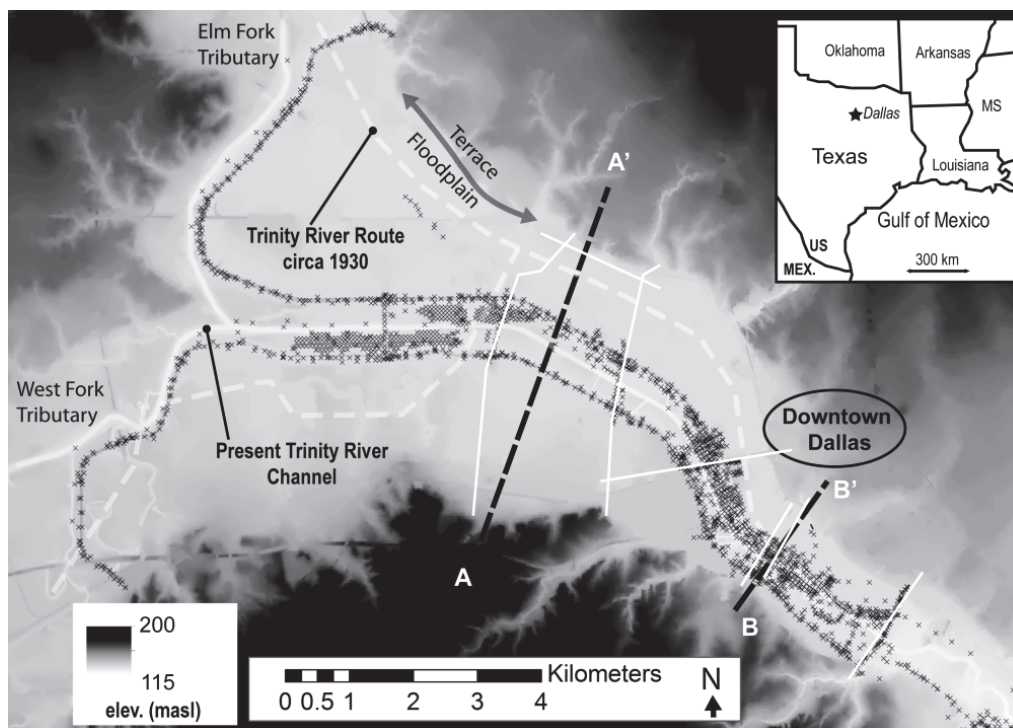 Elm Fork
Tributary
Terrace
Floodplain
A'
Trinity River Route
circa 1930
West Fork
Tributary
Present Trinity River
Channel
Downtown
Dallas
B'
A
B
200
115
elev. (masl)
Kilometers
0 0.5 1 2 3 4
N
Oklahoma
Arkansas
Dallas
MS
Texas
Louisiana
Gulf of Mexico
US
MEX.
300 km